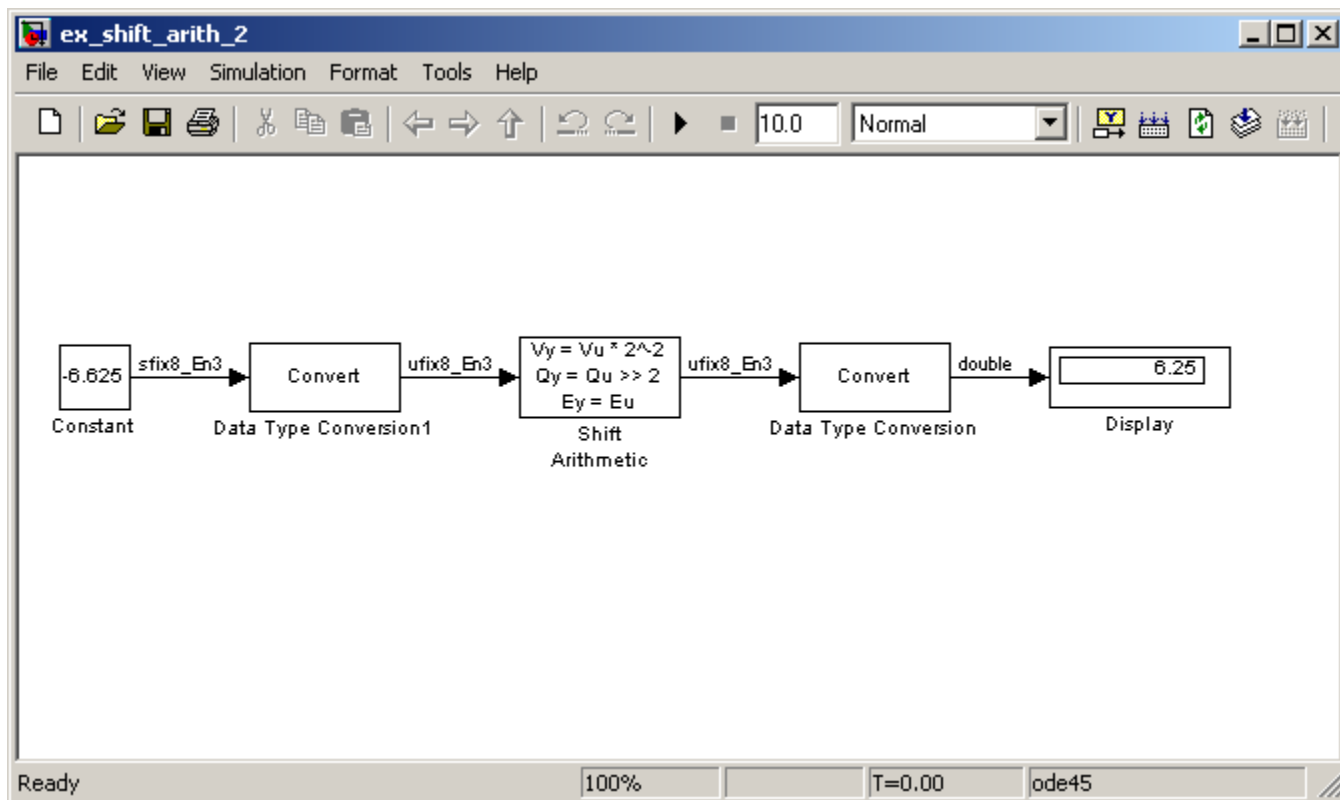 ex_shift_arith_2
File Edit View Simulation Format Tools Help
10.0 Normal
-6.625
Constant
sfix8_En3
Convert
Data Type Conversion1
ufix8_En3
Vy = Vu * 2^-2
Qy = Qu >> 2
Ey = Eu
Shift
Arithmetic
ufix8_En3
Convert
Data Type Conversion
double
6.25
Display
Ready 100% T=0.00 ode45